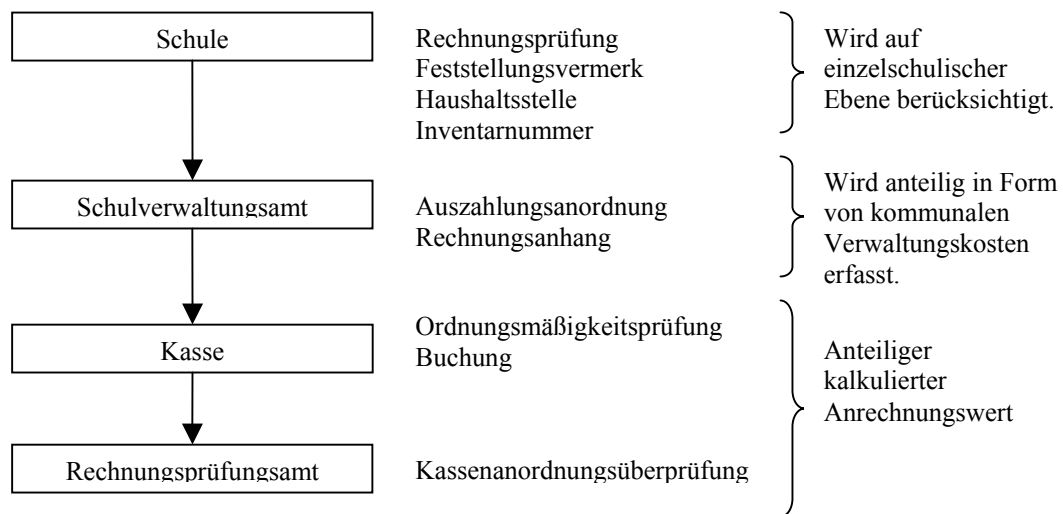 Schule
Rechnungsprüfung
Feststellungsvermerk
Haushaltsstelle
Inventarnummer
Wird auf
einzelschulischer
Ebene berücksichtigt.
Schulverwaltungsamt
Auszahlungsanordnung
Rechnungsanhang
Wird anteilig in Form
von kommunalen
Verwaltungskosten
erfasst.
Kasse
Ordnungsmäßigkeitsprüfung
Buchung
Anteiliger
kalkulierter
Anrechnungswert
Rechnungsprüfungsamt
Kassenanordnungsüberprüfung